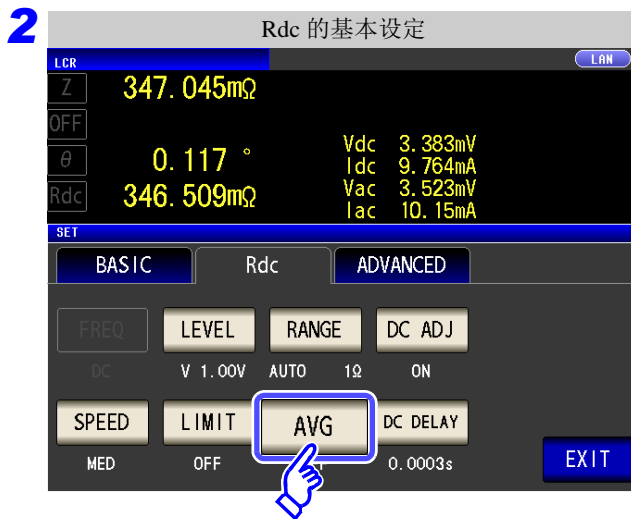 2
Rdc 的基本设定
LCR
LAN
Z 347.045mΩ
OFF
θ 0.117 °
Rdc 346.509mΩ
Vdc 3.383mV
Idc 9.764mA
Vac 3.523mV
Iac 10.15mA
SET
BASIC Rdc ADVANCED
FREQ LEVEL RANGE DC ADJ
DC V 1.00V AUTO 1Ω ON
SPEED LIMIT AVG DC DELAY
MED OFF 0.0003s
EXIT